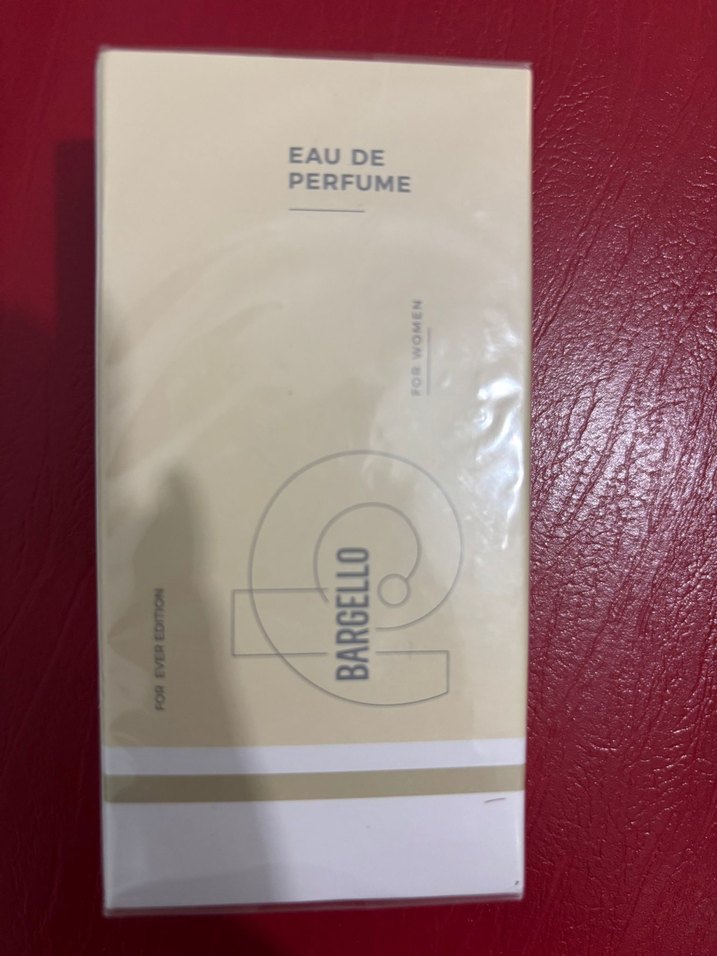 EAU DE
PERFUME
FOR WOMEN
BARGELLO
FOR EVER EDITION